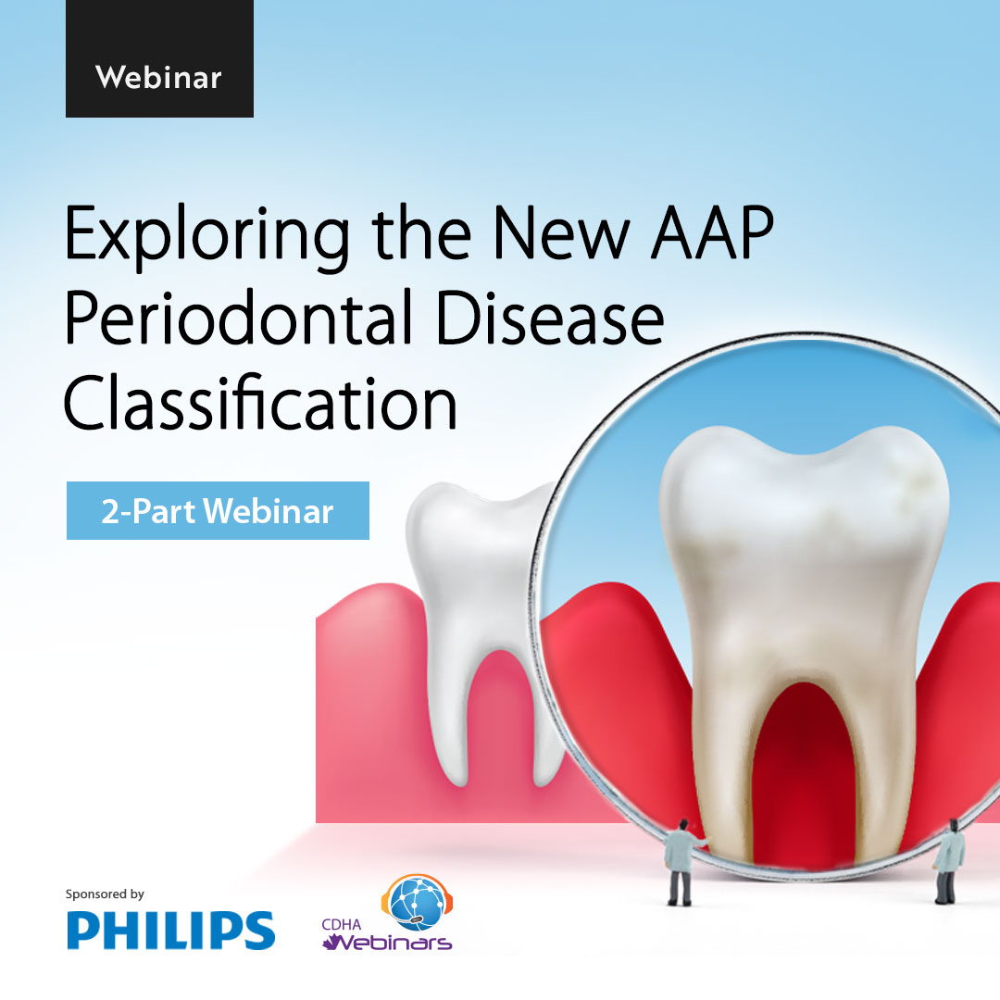 Webinar
Exploring the New AAP
Periodontal Disease
Classification
2-Part Webinar
Sponsored by
PHILIPS
CDHA
Webinars